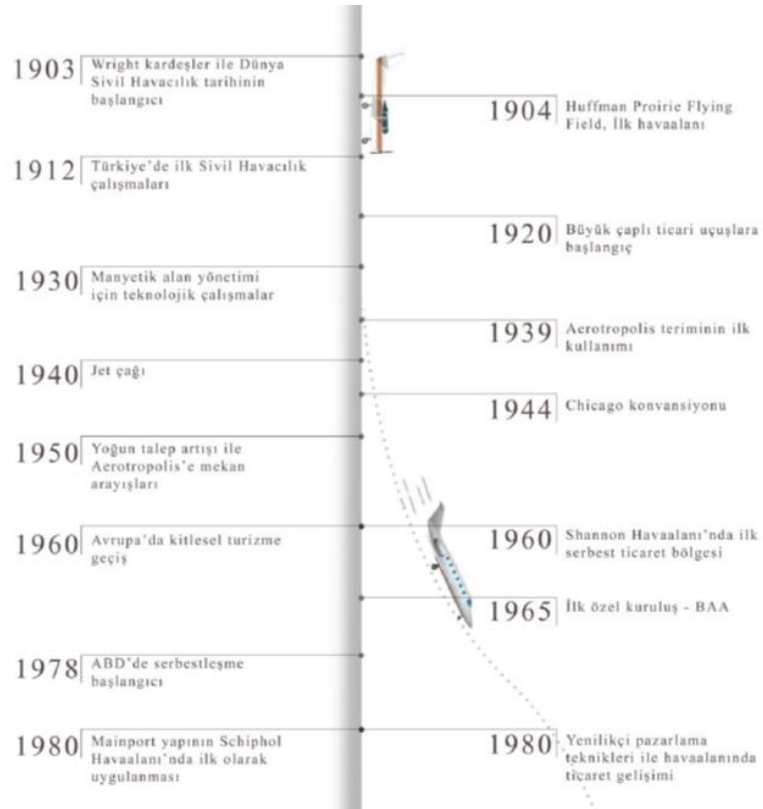 1903
Wright kardeşler ile Dünya
Sivil Havacılık tarihinin
başlangıcı
1904
Huffman Proirie Flying
Field, İlk havaalanı
1912
Türkiye'de ilk Sivil Havacılık
çalışmaları
1920
Büyük çaplı ticari uçuşlara
başlangıç
1930
Manyetik alan yönetimi
için teknolojik çalışmalar
1939
Aerotropolis teriminin ilk
kullanımı
1940
Jet çağı
1944
Chicago konvansiyonu
1950
Yoğun talep artışı ile
Aerotropolis'e mekan
arayışları
1960
Avrupa'da kitlesel turizme
geçiş
1960
Shannon Havaalanı'nda ilk
serbest ticaret bölgesi
1965
İlk özel kuruluş - BAA
1978
ABD'de serbestleşme
başlangıcı
1980
Mainport yapının Schiphol
Havaalanı'nda ilk olarak
uygulanması
1980
Yenilikçi pazarlama
teknikleri ile havaalanında
ticaret gelişimi